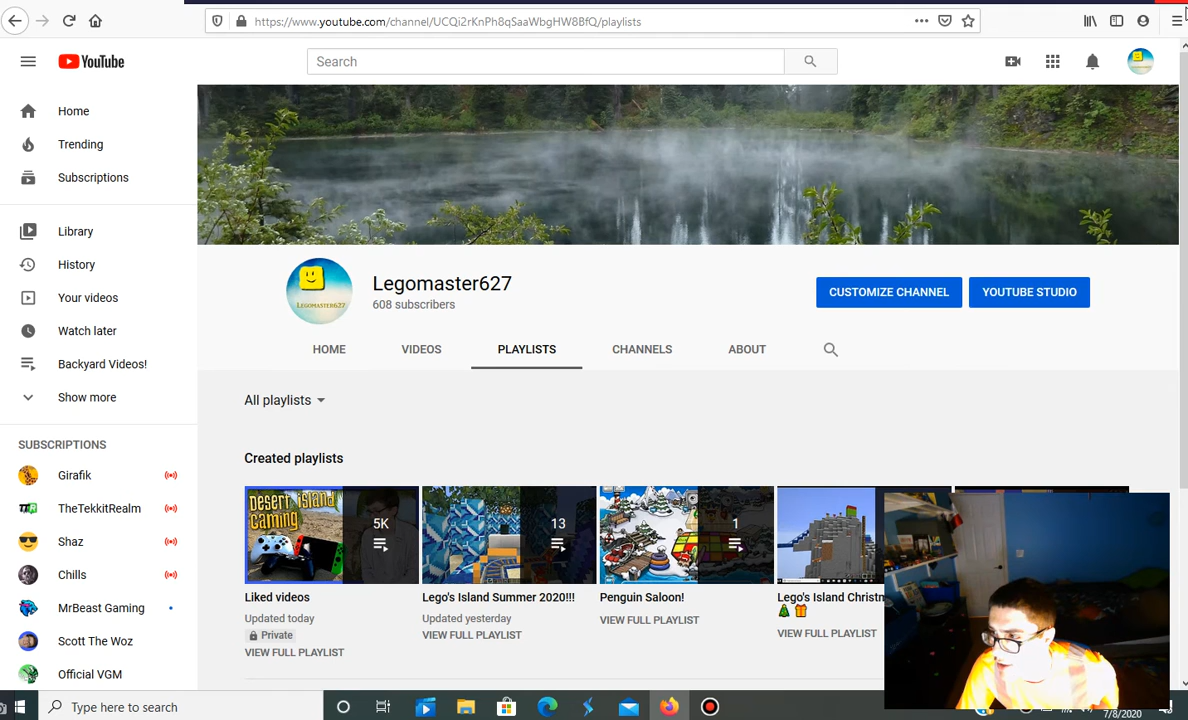 https://www.youtube.com/channel/UCQi2rKnPh8qSaaWbgHW8BfQ/playlists
YouTube
Search
Home
Trending
Subscriptions
Library
History
Your videos
Watch later
Backyard Videos!
Show more
SUBSCRIPTIONS
Girafik
TheTekkitRealm
Shaz
Chills
MrBeast Gaming
Scott The Woz
Official VGM
LEGOMASTER627
Legomaster627
608 subscribers
CUSTOMIZE CHANNEL
YOUTUBE STUDIO
HOME
VIDEOS
PLAYLISTS
CHANNELS
ABOUT
All playlists
Created playlists
DESERT ISLAND
GAMING
5K
13
1
Liked videos
Updated today
Private
VIEW FULL PLAYLIST
Lego's Island Summer 2020!!!
Updated yesterday
VIEW FULL PLAYLIST
Penguin Saloon!
VIEW FULL PLAYLIST
Lego's Island Christm
VIEW FULL PLAYLIST
Type here to search
7/8/2020